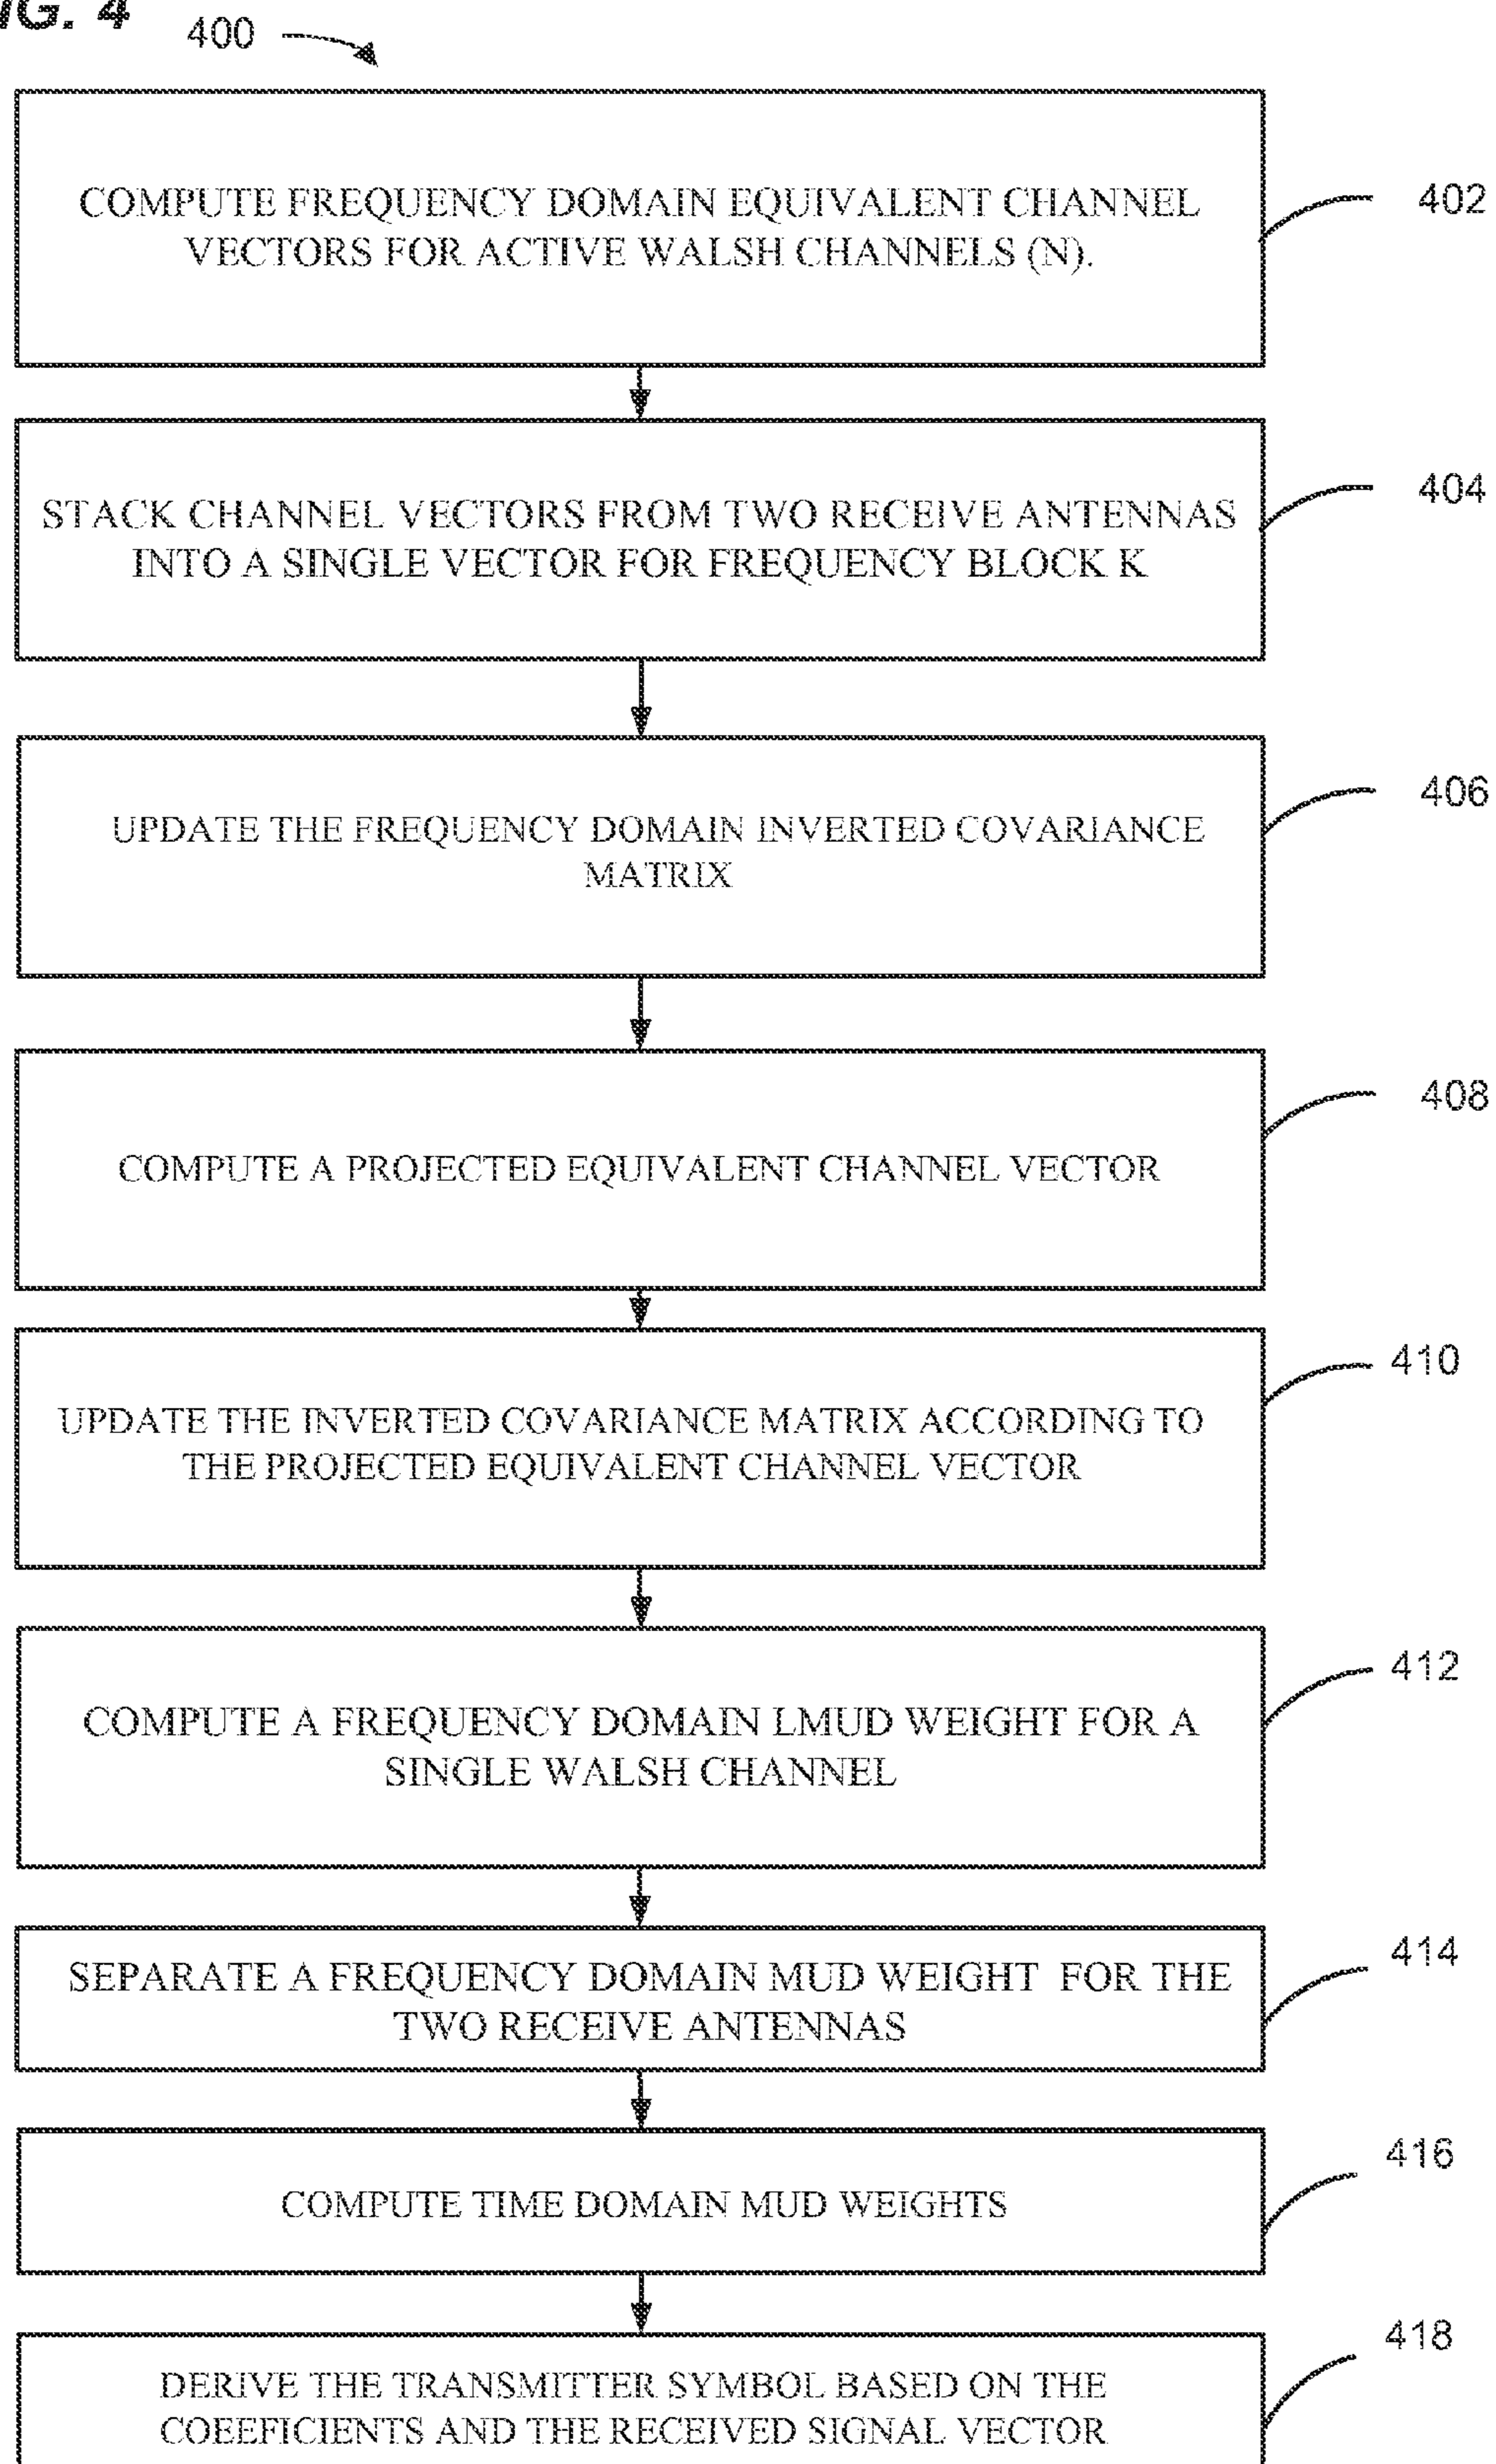 IG. 4
400
COMPUTE FREQUENCY DOMAIN EQUIVALENT CHANNEL
VECTORS FOR ACTIVE WALSH CHANNELS (N).
402
STACK CHANNEL VECTORS FROM TWO RECEIVE ANTENNAS
INTO A SINGLE VECTOR FOR FREQUENCY BLOCK K
404
UPDATE THE FREQUENCY DOMAIN INVERTED COVARIANCE
MATRIX
406
COMPUTE A PROJECTED EQUIVALENT CHANNEL VECTOR
408
UPDATE THE INVERTED COVARIANCE MATRIX ACCORDING TO
THE PROJECTED EQUIVALENT CHANNEL VECTOR
410
COMPUTE A FREQUENCY DOMAIN LMUD WEIGHT FOR A
SINGLE WALSH CHANNEL
412
SEPARATE A FREQUENCY DOMAIN MUD WEIGHT FOR THE
TWO RECEIVE ANTENNAS
414
COMPUTE TIME DOMAIN MUD WEIGHTS
416
DERIVE THE TRANSMITTER SYMBOL BASED ON THE
COEEFICIENTS AND THE RECEIVED SIGNAL VECTOR
418